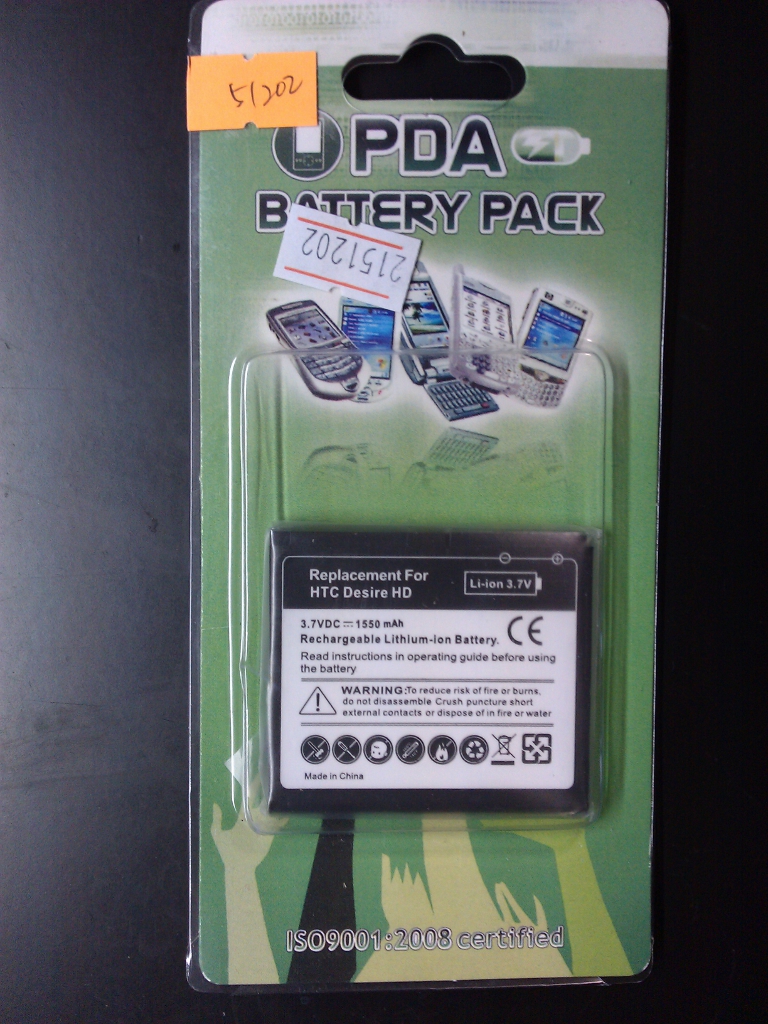 51202
PDA
BATTERY PACK
2151202
Replacement For
HTC Desire HD
Li-ion 3.7V
3.7VDC ⎓ 1550 mAh
Rechargeable Lithium-Ion Battery.
CE
Read instructions in operating guide before using
the battery
WARNING:To reduce risk of fire or burns,
do not disassemble Crush puncture short
external contacts or dispose of in fire or water
Made in China
ISO9001:2008 certified